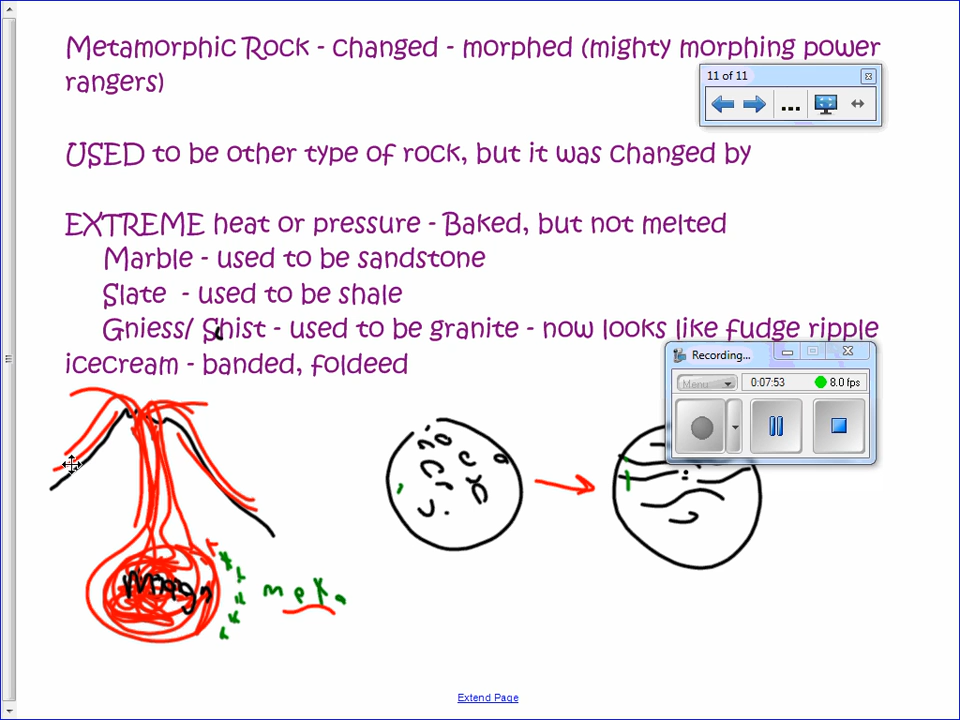 Metamorphic Rock - changed - morphed (mighty morphing power
rangers)
11 of 11
USED to be other type of rock, but it was changed by
EXTREME heat or pressure - Baked, but not melted
Marble - used to be sandstone
Slate - used to be shale
Gniess/ Schist - used to be granite - now looks like fudge ripple
icecream - banded, foldeed
Recording...
Menu
0:07:53
8.0 fps
Magn
meta
Extend Page